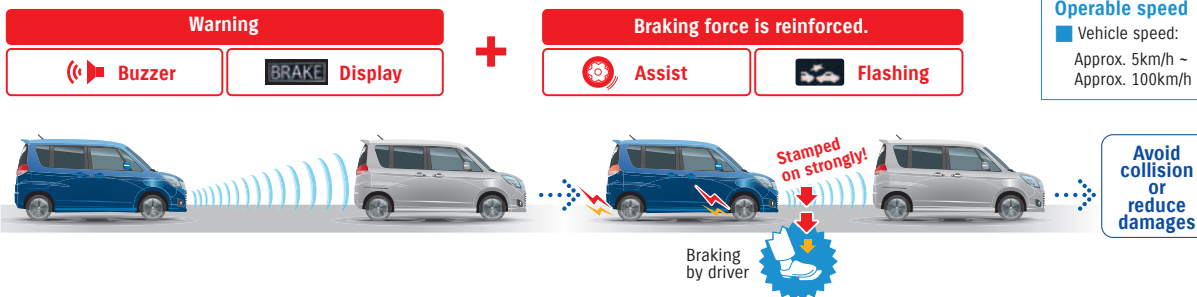 Warning
Buzzer
BRAKE Display
Braking force is reinforced.
Assist
Flashing
Operable speed
Vehicle speed:
Approx. 5km/h ~
Approx. 100km/h
Stamped
on strongly!
Braking
by driver
Avoid
collision
or
reduce
damages